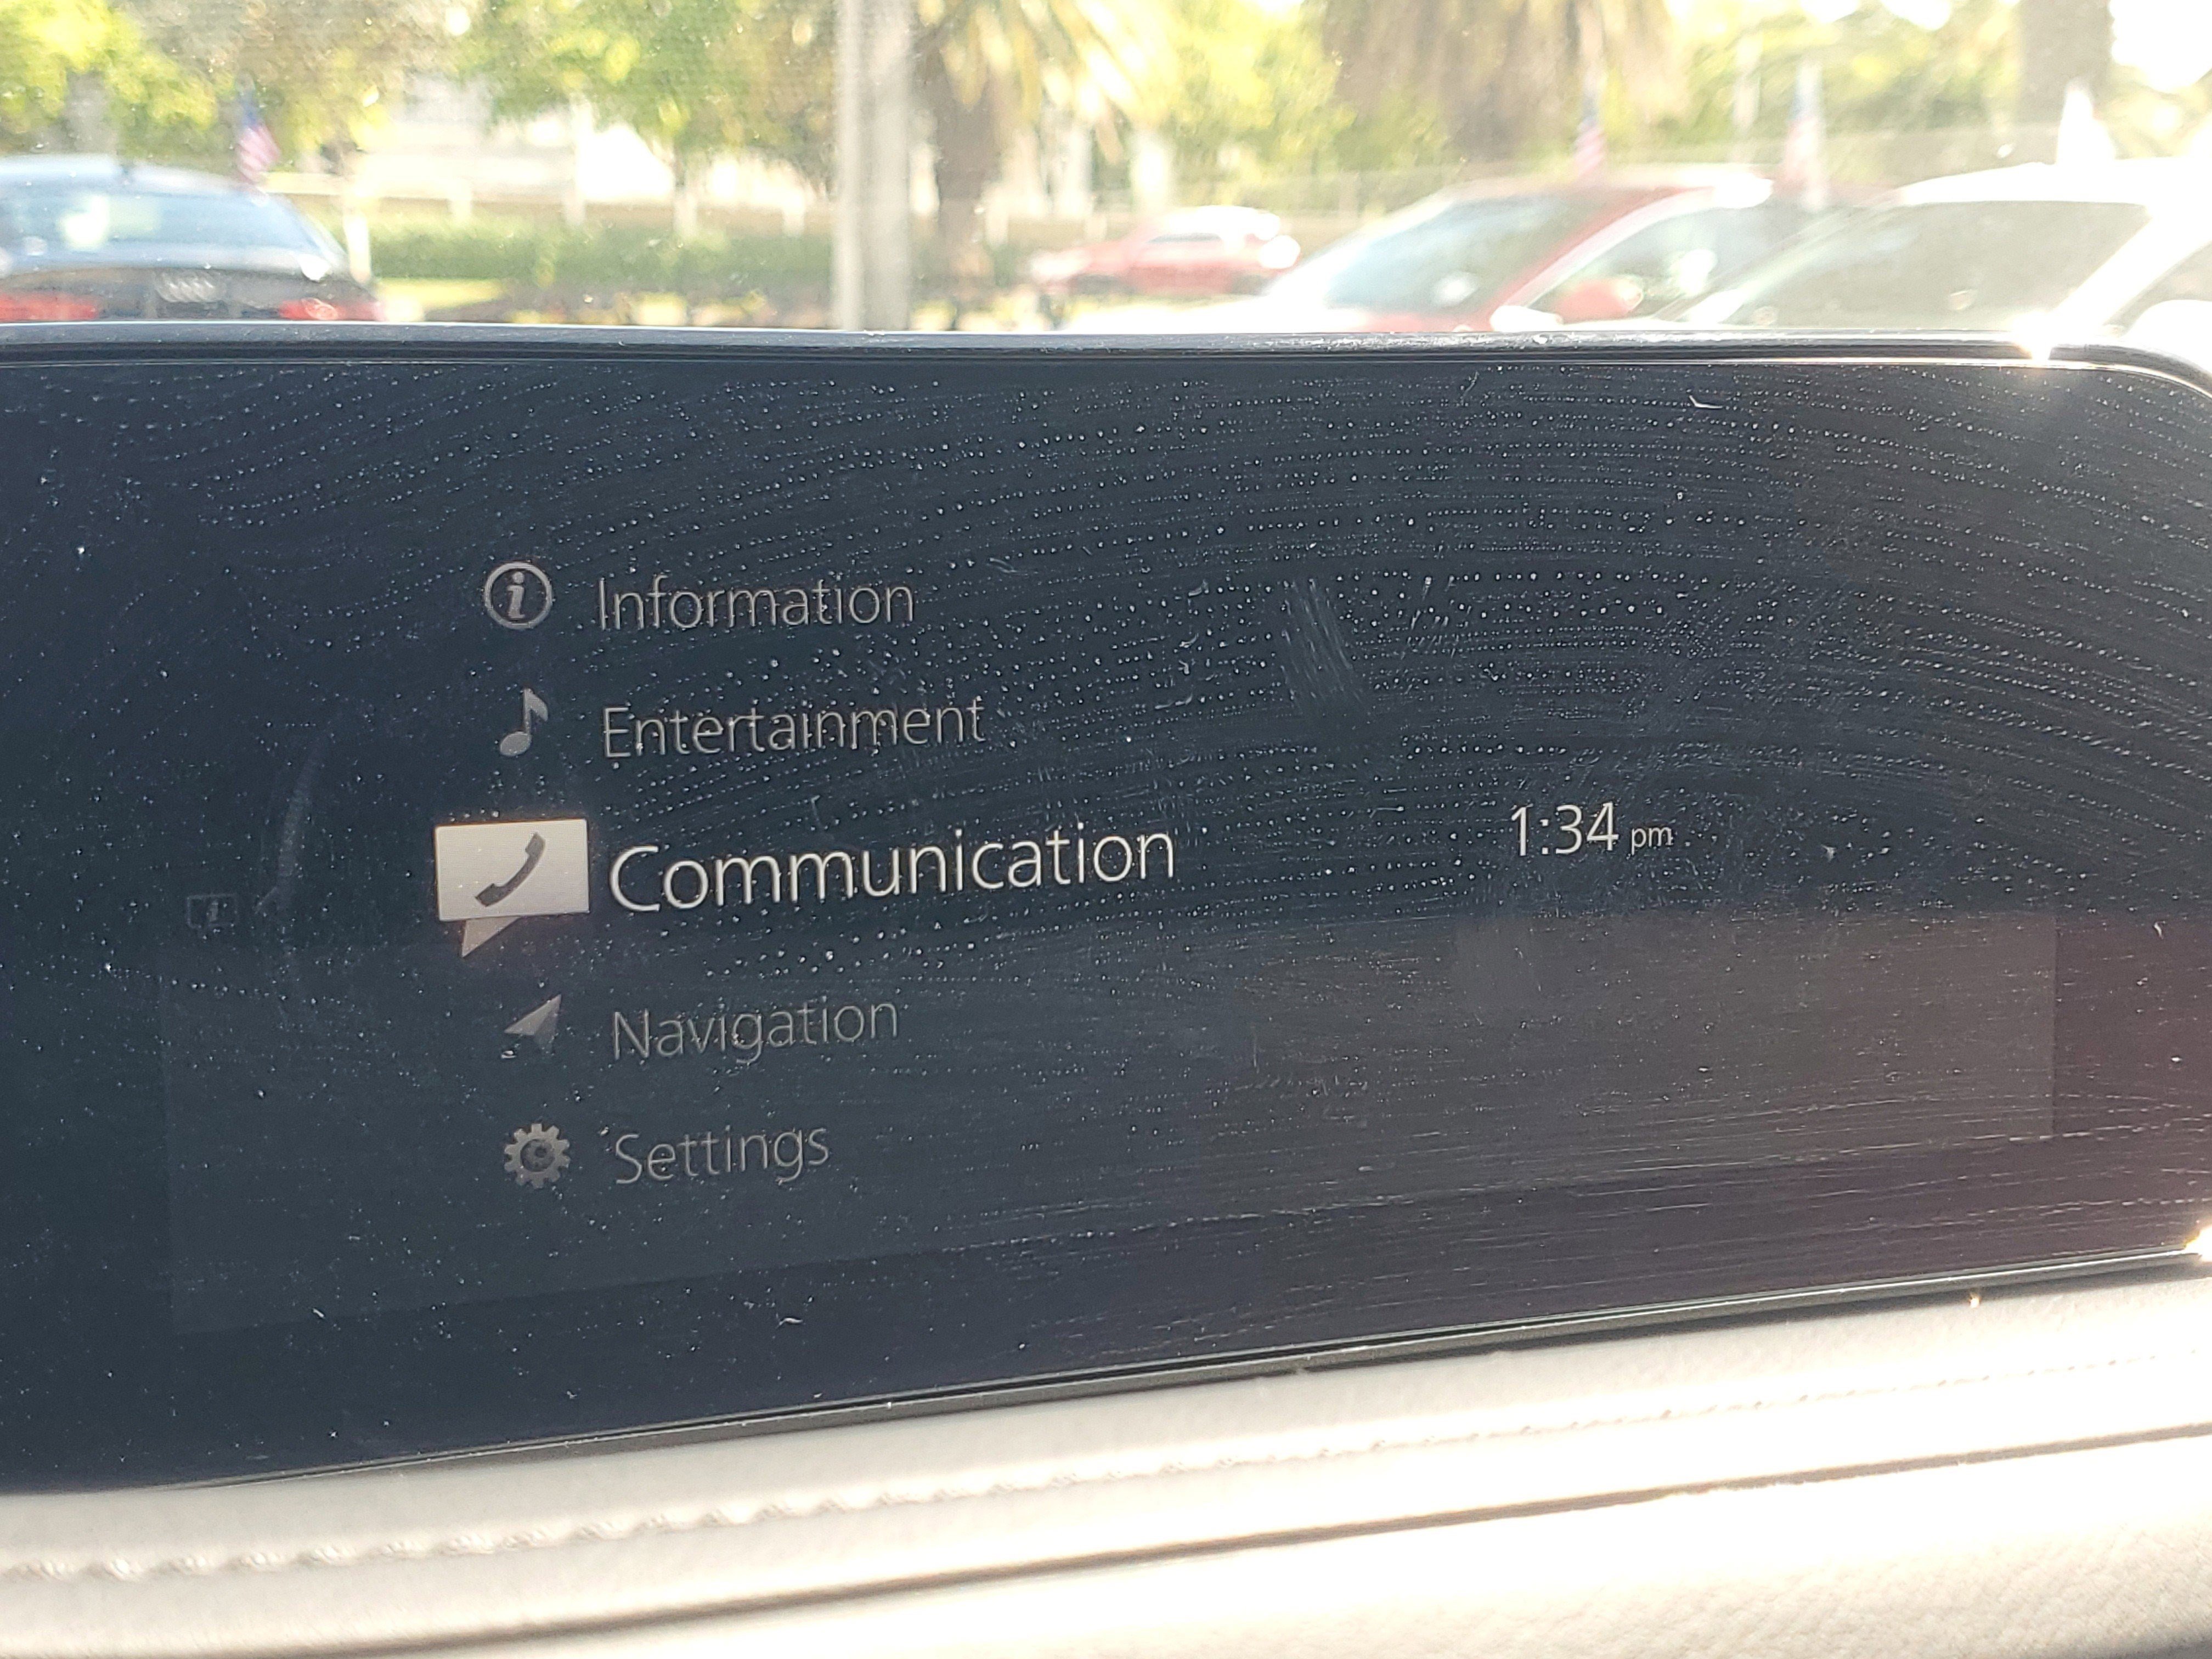 Information
Entertainment
Communication
1:34 pm
Navigation
Settings